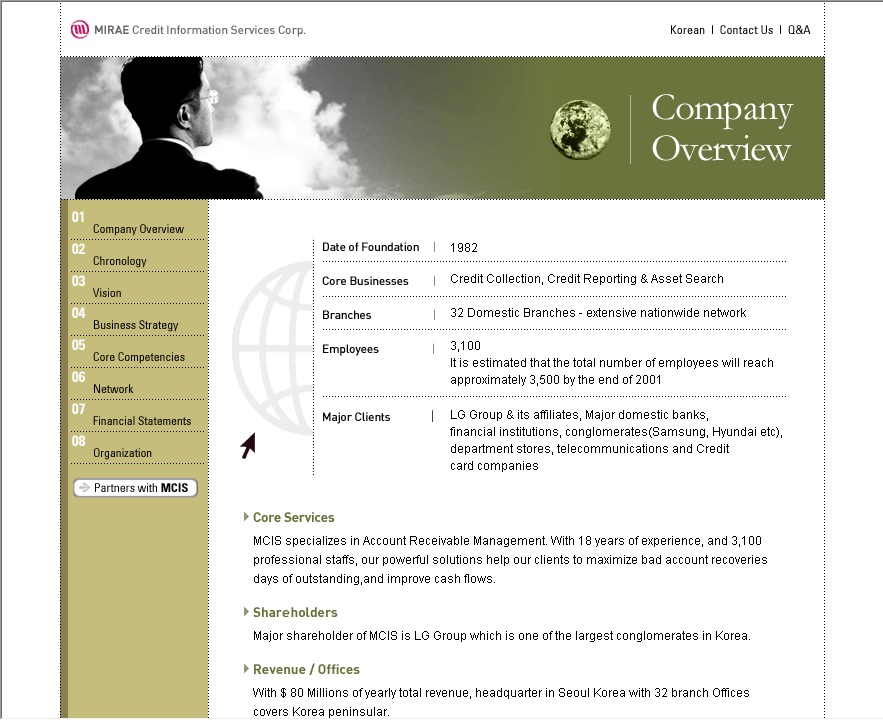 MIRAE Credit Information Services Corp.
Korean | Contact Us | Q&A
Company
Overview
01
Company Overview
02
Chronology
03
Vision
04
Business Strategy
05
Core Competencies
06
Network
07
Financial Statements
08
Organization
Partners with MCIS
Date of Foundation | 1982
Core Businesses | Credit Collection, Credit Reporting & Asset Search
Branches | 32 Domestic Branches - extensive nationwide network
Employees | 3,100
It is estimated that the total number of employees will reach
approximately 3,500 by the end of 2001
Major Clients | LG Group & its affiliates, Major domestic banks,
financial institutions, conglomerates(Samsung, Hyundai etc),
department stores, telecommunications and Credit
card companies
Core Services
MCIS specializes in Account Receivable Management. With 18 years of experience, and 3,100
professional staffs, our powerful solutions help our clients to maximize bad account recoveries
days of outstanding,and improve cash flows.
Shareholders
Major shareholder of MCIS is LG Group which is one of the largest conglomerates in Korea.
Revenue / Offices
With $ 80 Millions of yearly total revenue, headquarter in Seoul Korea with 32 branch Offices
covers Korea peninsular.